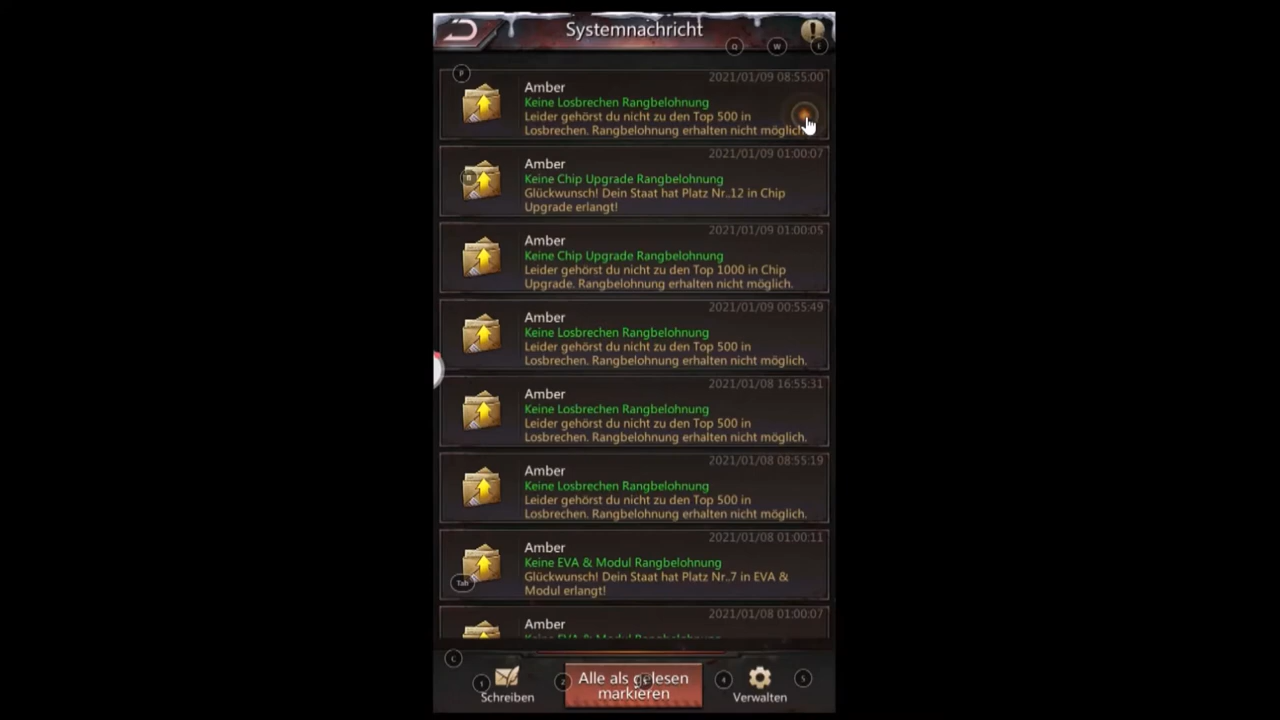 Systemnachricht
Q
W
E
P
2021/01/09 08:55:00
Amber
Keine Losbrechen Rangbelohnung
Leider gehörst du nicht zu den Top 500 in
Losbrechen. Rangbelohnung erhalten nicht möglich.
2021/01/09 01:00:07
Amber
B
Keine Chip Upgrade Rangbelohnung
Glückwunsch! Dein Staat hat Platz Nr..12 in Chip
Upgrade erlangt!
2021/01/09 01:00:05
Amber
Keine Chip Upgrade Rangbelohnung
Leider gehörst du nicht zu den Top 1000 in Chip
Upgrade. Rangbelohnung erhalten nicht möglich.
2021/01/09 00:55:49
Amber
Keine Losbrechen Rangbelohnung
Leider gehörst du nicht zu den Top 500 in
Losbrechen. Rangbelohnung erhalten nicht möglich.
2021/01/08 16:55:31
Amber
Keine Losbrechen Rangbelohnung
Leider gehörst du nicht zu den Top 500 in
Losbrechen. Rangbelohnung erhalten nicht möglich.
2021/01/08 08:55:19
Amber
Keine Losbrechen Rangbelohnung
Leider gehörst du nicht zu den Top 500 in
Losbrechen. Rangbelohnung erhalten nicht möglich.
2021/01/08 01:00:11
Amber
Keine EVA & Modul Rangbelohnung
Glückwunsch! Dein Staat hat Platz Nr..7 in EVA &
Tab
Modul erlangt!
2021/01/08 01:00:07
Amber
Keine EVA & Modul Rangbelohnung
C
1
Schreiben
2
Alle als gelesen
markieren
4
Verwalten
5